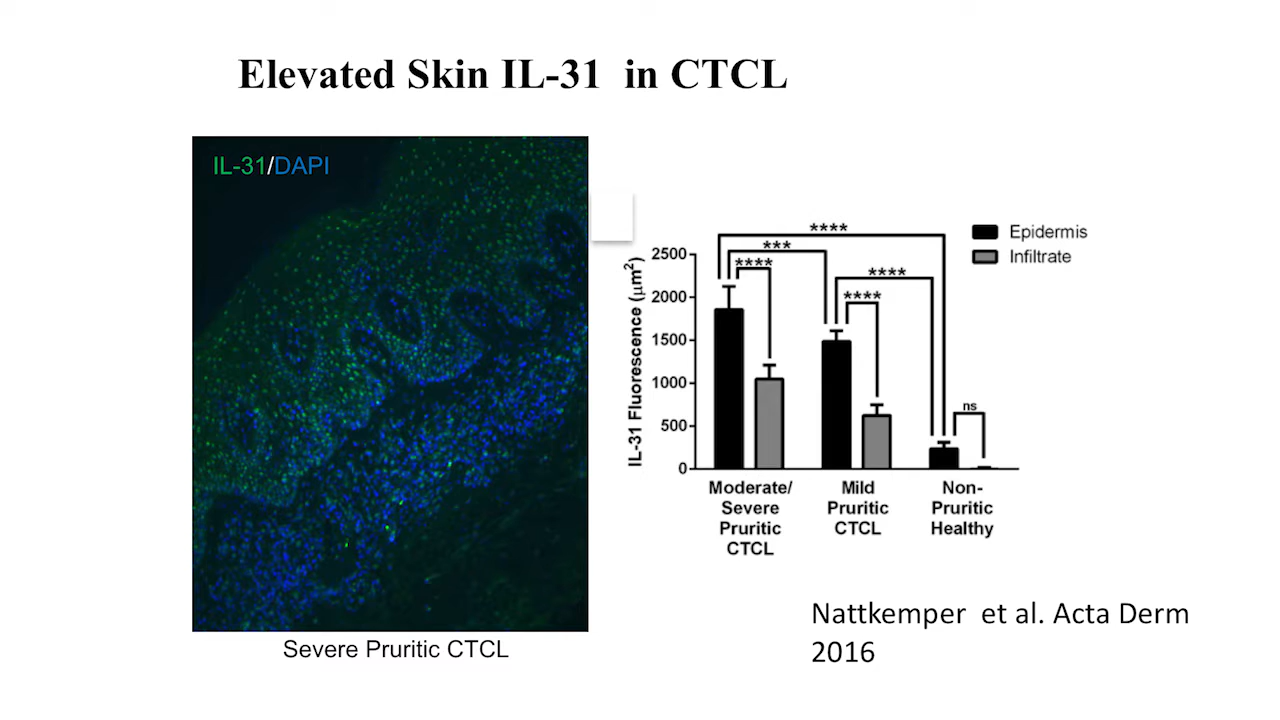 Elevated Skin IL-31 in CTCL
IL-31/DAPI
Severe Pruritic CTCL
****
***
****
****
****
ns
Epidermis
Infiltrate
IL-31 Fluorescence (μm²)
2500
2000
1500
1000
500
0
Moderate/
Severe
Pruritic
CTCL
Mild
Pruritic
CTCL
Non-
Pruritic
Healthy
Nattkemper et al. Acta Derm
2016